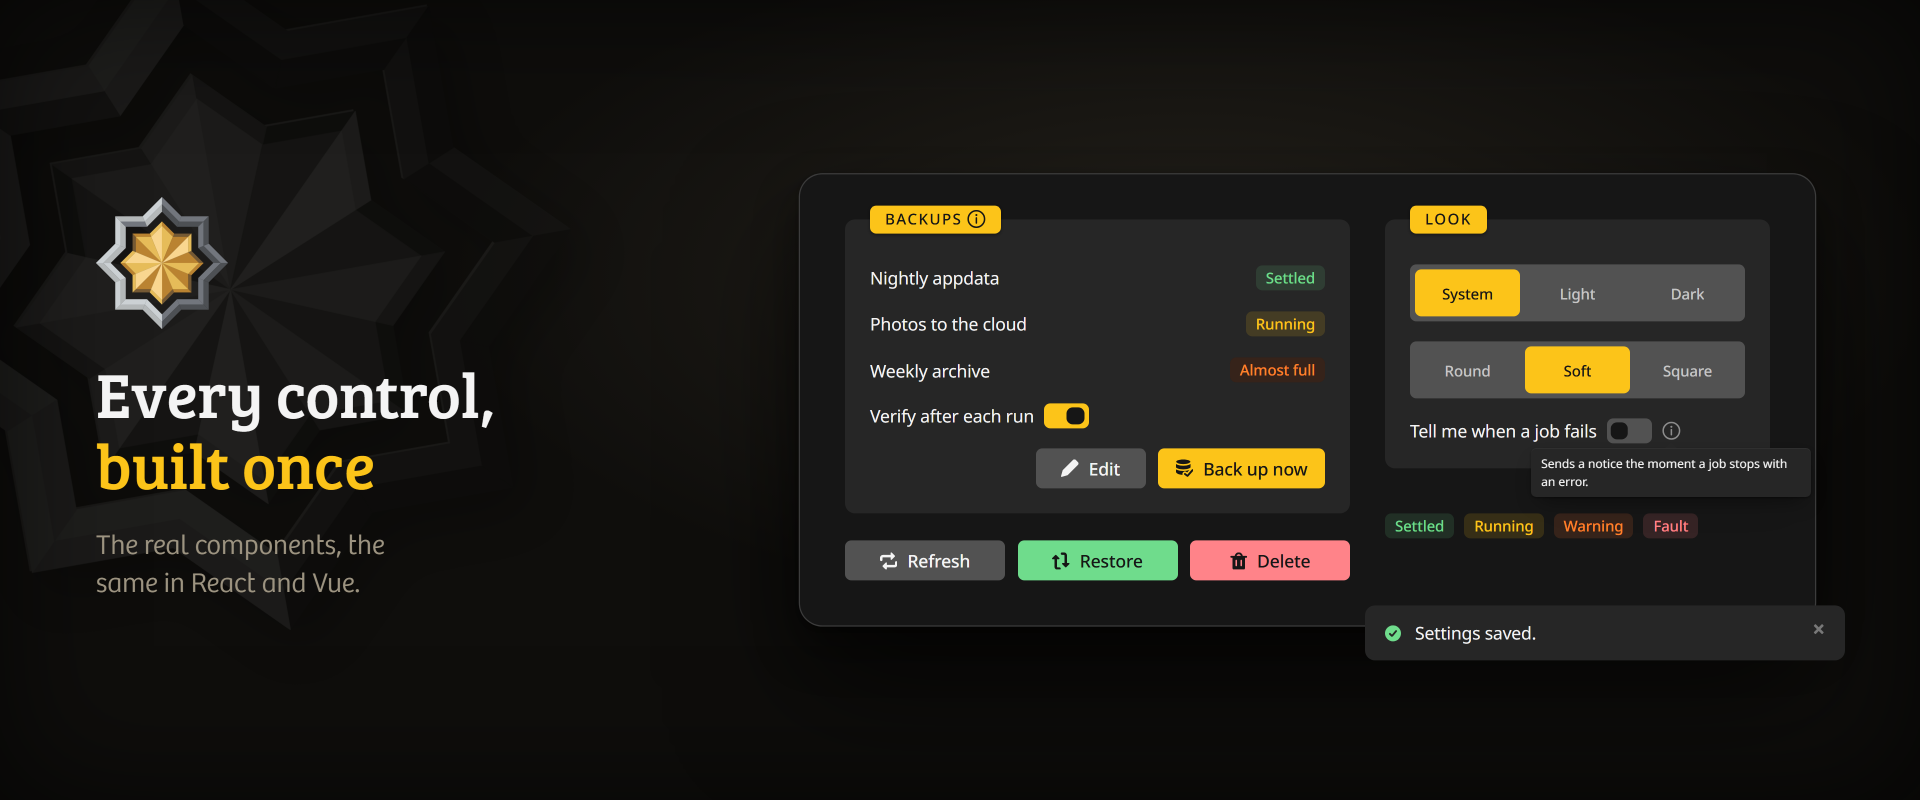 Every control,
built once
The real components, the
same in React and Vue.
BACKUPS
Nightly appdata
Settled
Photos to the cloud
Running
Weekly archive
Almost full
Verify after each run
Edit
Back up now
Refresh
Restore
Delete
LOOK
System
Light
Dark
Round
Soft
Square
Tell me when a job fails
Sends a notice the moment a job stops with
an error.
Settled
Running
Warning
Fault
Settings saved.